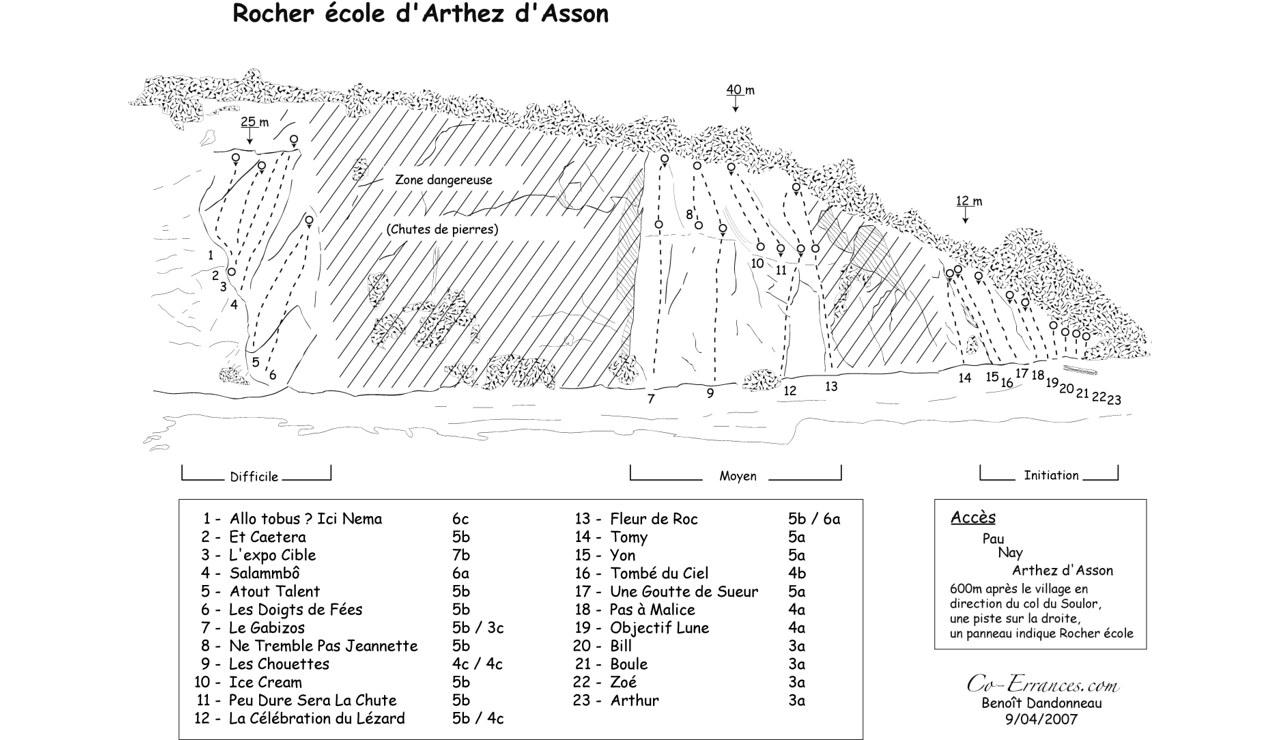 Rocher école d'Arthez d'Asson
40 m
25 m
Zone dangereuse
12 m
(Chutes de pierres)
8
1
2
3
4
10
11
5
6
7
9
12
13
14
15
16
17
18
19
20
21
22
23
Difficile
Moyen
Initiation
1 - Allo tobus ? Ici Nema 6c
2 - Et Caetera 5b
3 - L'expo Cible 7b
4 - Salammbô 6a
5 - Atout Talent 5b
6 - Les Doigts de Fées 5b
7 - Le Gabizos 5b / 3c
8 - Ne Tremble Pas Jeannette 5b
9 - Les Chouettes 4c / 4c
10 - Ice Cream 5b
11 - Peu Dure Sera La Chute 5b
12 - La Célébration du Lézard 5b / 4c
13 - Fleur de Roc 5b / 6a
14 - Tomy 5a
15 - Yon 5a
16 - Tombé du Ciel 4b
17 - Une Goutte de Sueur 5a
18 - Pas à Malice 4a
19 - Objectif Lune 4a
20 - Bill 3a
21 - Boule 3a
22 - Zoé 3a
23 - Arthur 3a
Accès
Pau
Nay
Arthez d'Asson
600m après le village en
direction du col du Soulor,
une piste sur la droite,
un panneau indique Rocher école
Co-Errances.com
Benoît Dandonneau
9/04/2007